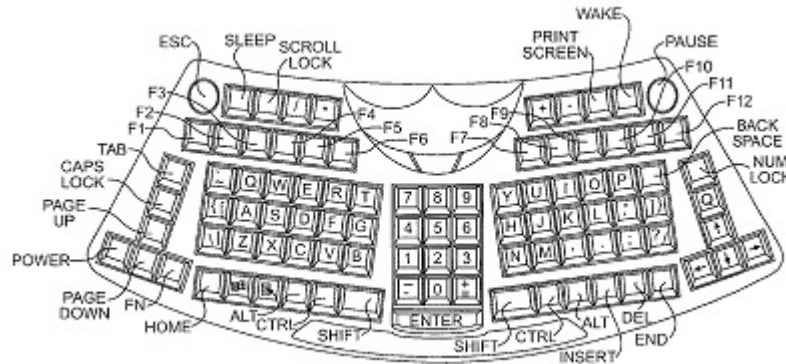 WAKE
ESC SLEEP PRINT SCREEN PAUSE
SCROLL LOCK F10
F3 F11
F2 F4 F9 F12
F1 F5 F8
F6 F7 BACK SPACE
TAB NUM LOCK
CAPS LOCK Q W E R T 7 8 9 Y U I O P
PAGE UP A S D F G 4 5 6 H J K L Q
Z X C V B 1 2 3 N M
POWER 0
PAGE DOWN FN ENTER
HOME ALT CTRL SHIFT SHIFT CTRL ALT INSERT DEL END